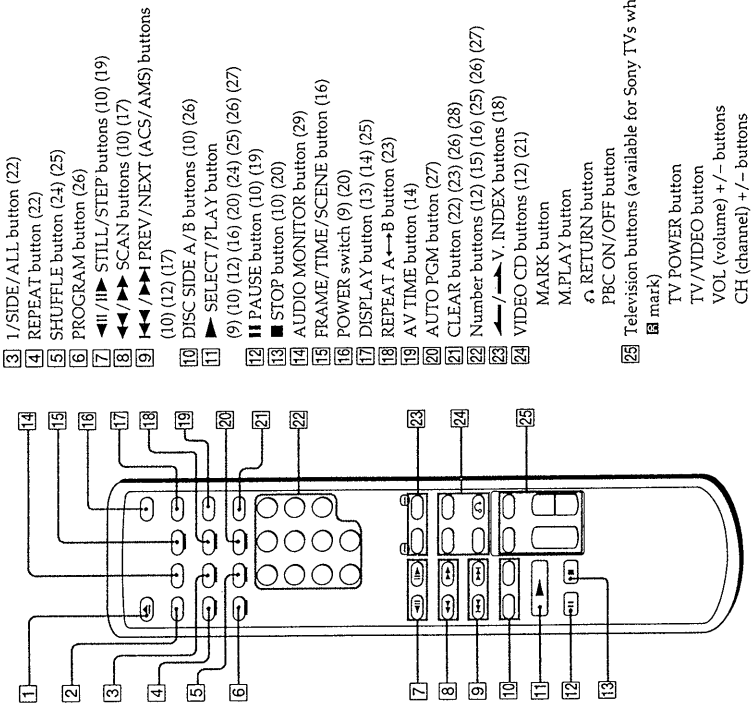 3 1/SIDE/ALL button (22)
4 REPEAT button (22)
5 SHUFFLE button (24) (25)
6 PROGRAM button (26)
7 ◀II/II▶ STILL/STEP buttons (10) (19)
8 ◀◀/▶▶ SCAN buttons (10) (17)
9 I◀◀/▶▶I PREV/NEXT (ACS/AMS) buttons
(10) (12) (17)
10 DISC SIDE A/B buttons (10) (26)
11 ▶ SELECT/PLAY button
(9) (10) (12) (16) (20) (24) (25) (26) (27)
12 II PAUSE button (10) (19)
13 ■ STOP button (10) (20)
14 AUDIO MONITOR button (29)
15 FRAME/TIME/SCENE button (16)
16 POWER switch (9) (20)
17 DISPLAY button (13) (14) (25)
18 REPEAT A↔B button (23)
19 AV TIME button (14)
20 AUTO PGM button (27)
21 CLEAR button (22) (23) (26) (28)
22 Number buttons (12) (15) (16) (25) (26) (27)
23 / V. INDEX buttons (18)
24 VIDEO CD buttons (12) (21)
MARK button
M.PLAY button
RETURN button
PBC ON/OFF button
25 Television buttons (available for Sony TVs wh
mark)
TV POWER button
TV/VIDEO button
VOL (volume) +/– buttons
CH (channel) +/– buttons
1
2
3
4
5
6
7
8
9
10
11
12
13
14
15
16
17
18
19
20
21
22
23
24
25